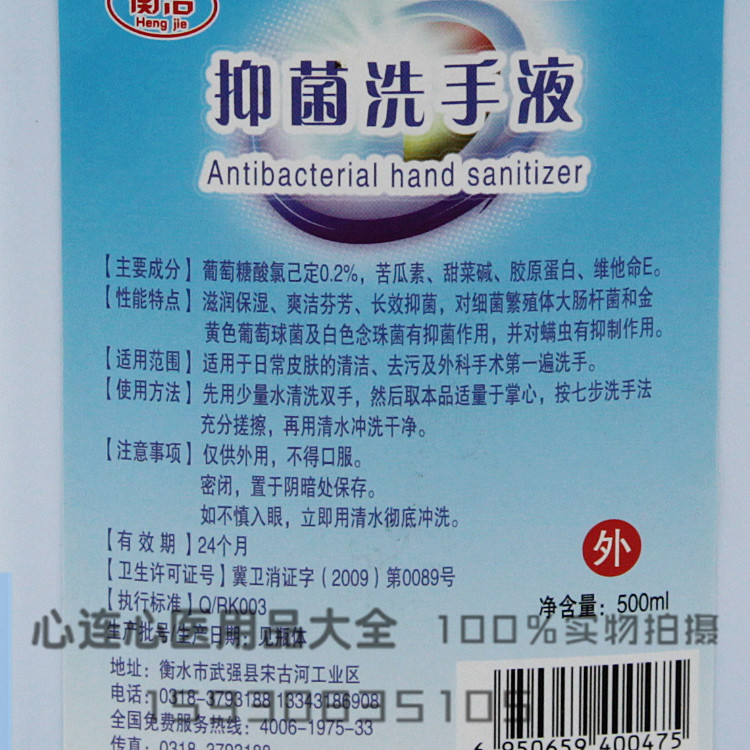 衡洁
Heng jie
抑菌洗手液
Antibacterial hand sanitizer
【主要成分】葡萄糖酸氯己定0.2%，苦瓜素、甜菜碱、胶原蛋白、维他命E。
【性能特点】滋润保湿、爽洁芬芳、长效抑菌，对细菌繁殖体大肠杆菌和金
黄色葡萄球菌及白色念珠菌有抑菌作用，并对螨虫有抑制作用。
【适用范围】适用于日常皮肤的清洁、去污及外科手术第一遍洗手。
【使用方法】先用少量水清洗双手，然后取本品适量于掌心，按七步洗手法
充分搓擦，再用清水冲洗干净。
【注意事项】仅供外用，不得口服。
密闭，置于阴暗处保存。
如不慎入眼，立即用清水彻底冲洗。
【有 效 期】24个月
【卫生许可证号】冀卫消证字（2009）第0089号
外
【执行标准】Q/RK003
净含量：500ml
心连心医用品大全 100%实物拍摄
生产批号/生产日期：见瓶体
地址：衡水市武强县宋古河工业区
电话：0318-3793188 13343186908
全国免费服务热线：4006-1975-33
传真：0318-3793188
6 950659 400475